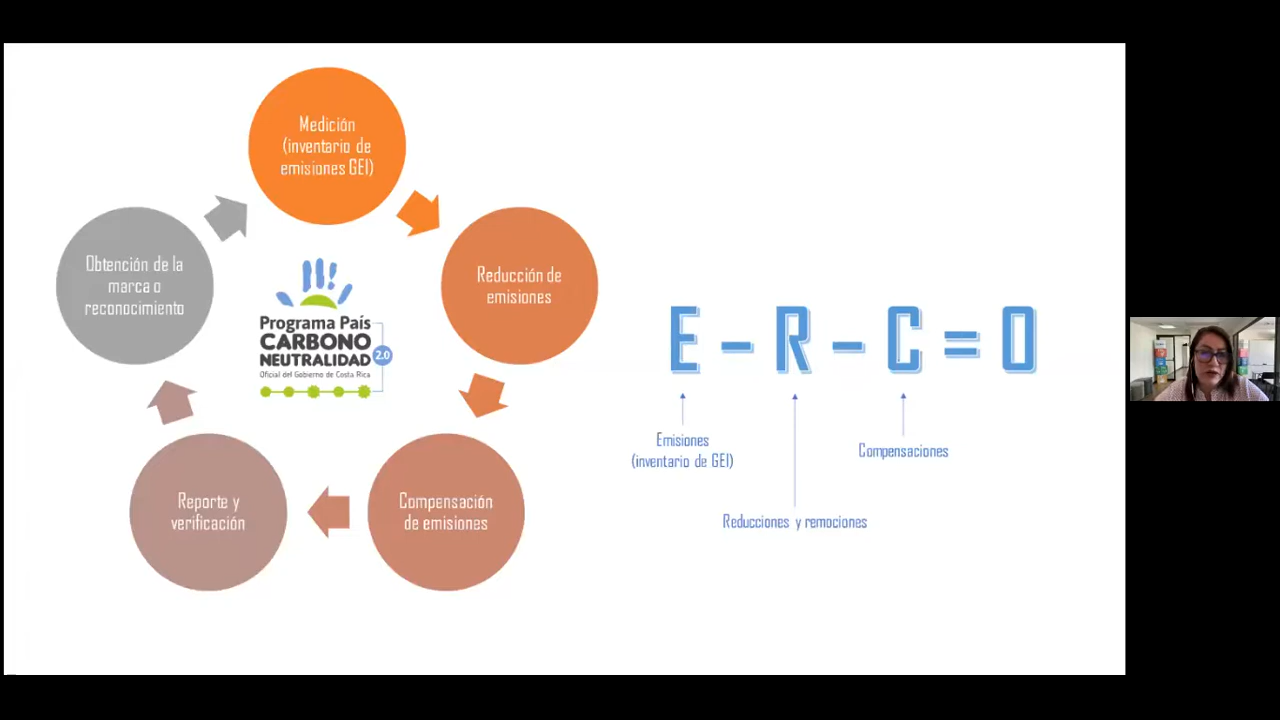 Medición
(inventario de
emisiones GEI)
Reducción de
emisiones
Compensación
de emisiones
Reporte y
verificación
Obtención de la
marca o
reconocimiento
Programa País
CARBONO
NEUTRALIDAD 2.0
Oficial del Gobierno de Costa Rica
E – R – C = 0
Emisiones
(inventario de GEI)
Compensaciones
Reducciones y remociones